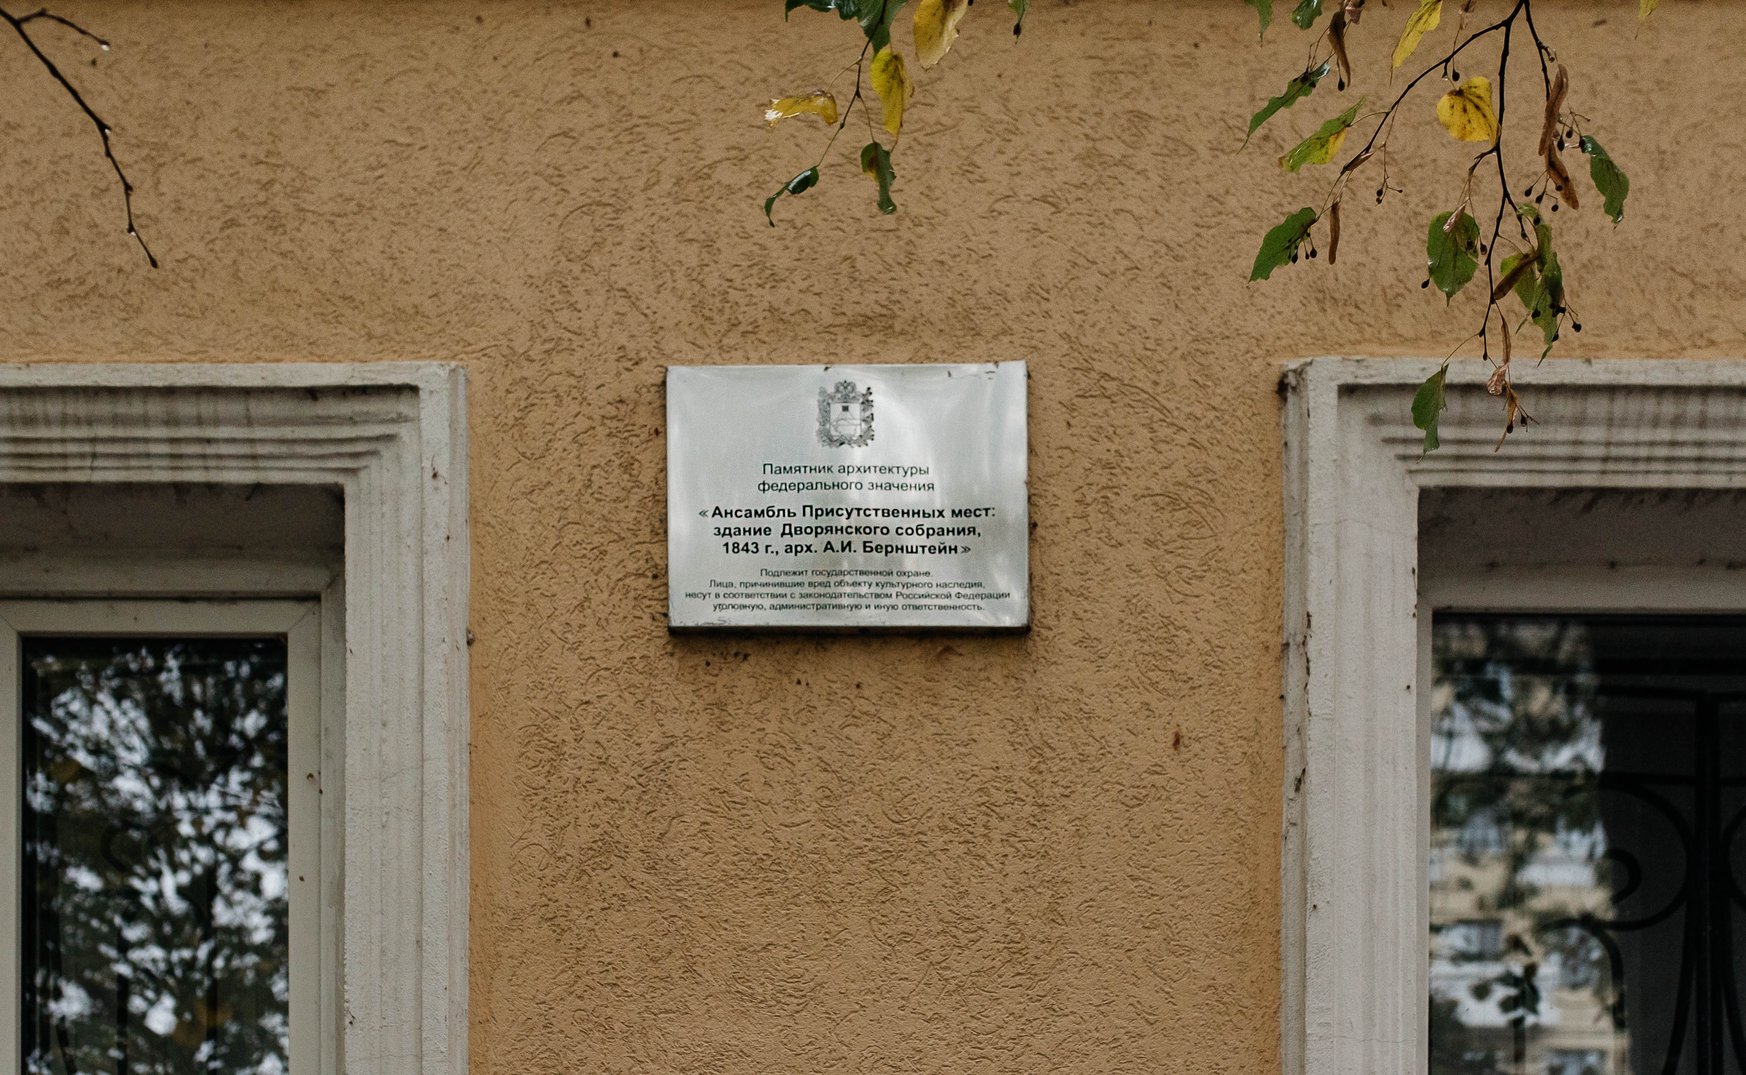 Памятник архитектуры
федерального значения
«Ансамбль Присутственных мест:
здание Дворянского собрания,
1843 г., арх. А.И. Бернштейн»
Подлежит государственной охране.
Лица, причинившие вред объекту культурного наследия,
несут в соответствии с законодательством Российской Федерации
уголовную, административную и иную ответственность.